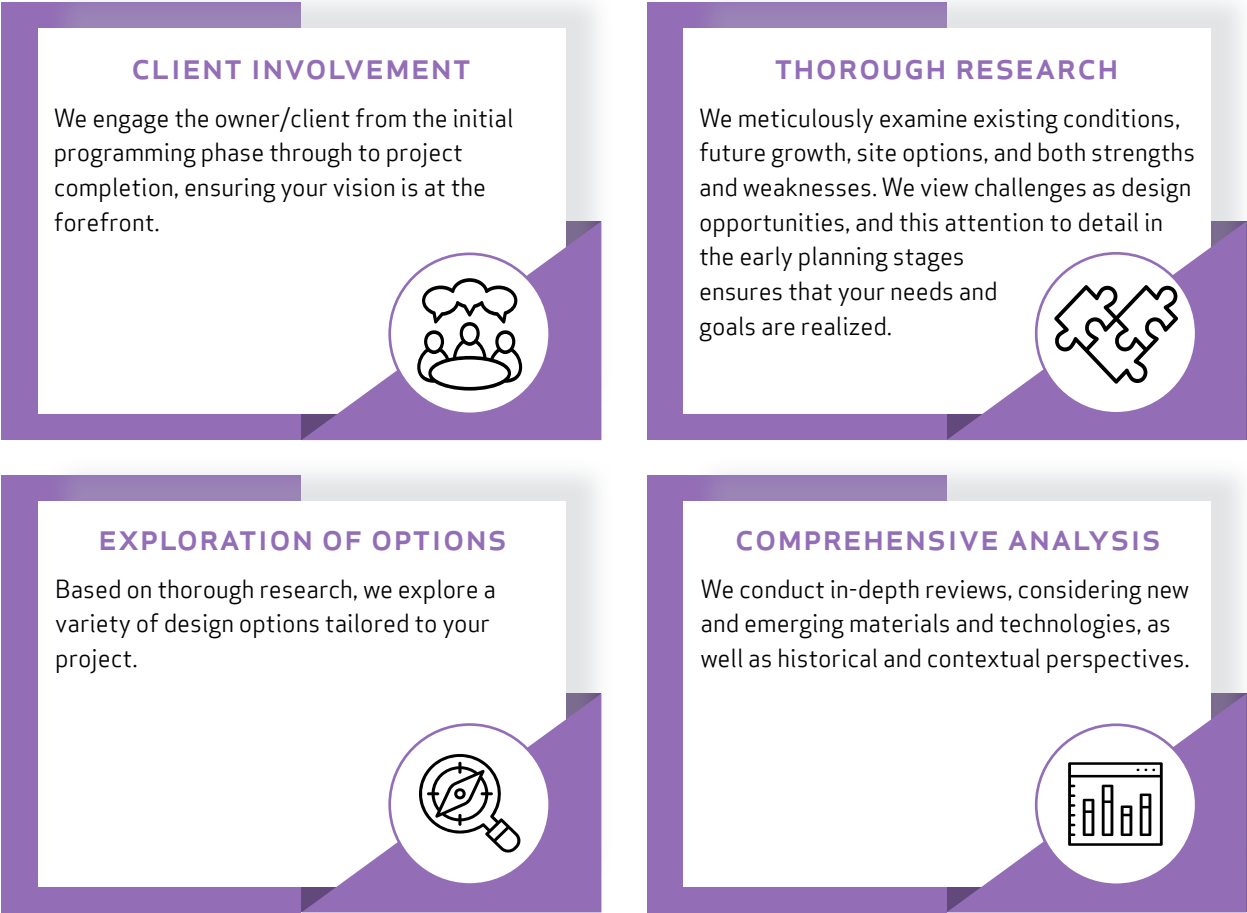 CLIENT INVOLVEMENT
We engage the owner/client from the initial
programming phase through to project
completion, ensuring your vision is at the
forefront.
THOROUGH RESEARCH
We meticulously examine existing conditions,
future growth, site options, and both strengths
and weaknesses. We view challenges as design
opportunities, and this attention to detail in
the early planning stages
ensures that your needs and
goals are realized.
EXPLORATION OF OPTIONS
Based on thorough research, we explore a
variety of design options tailored to your
project.
COMPREHENSIVE ANALYSIS
We conduct in-depth reviews, considering new
and emerging materials and technologies, as
well as historical and contextual perspectives.